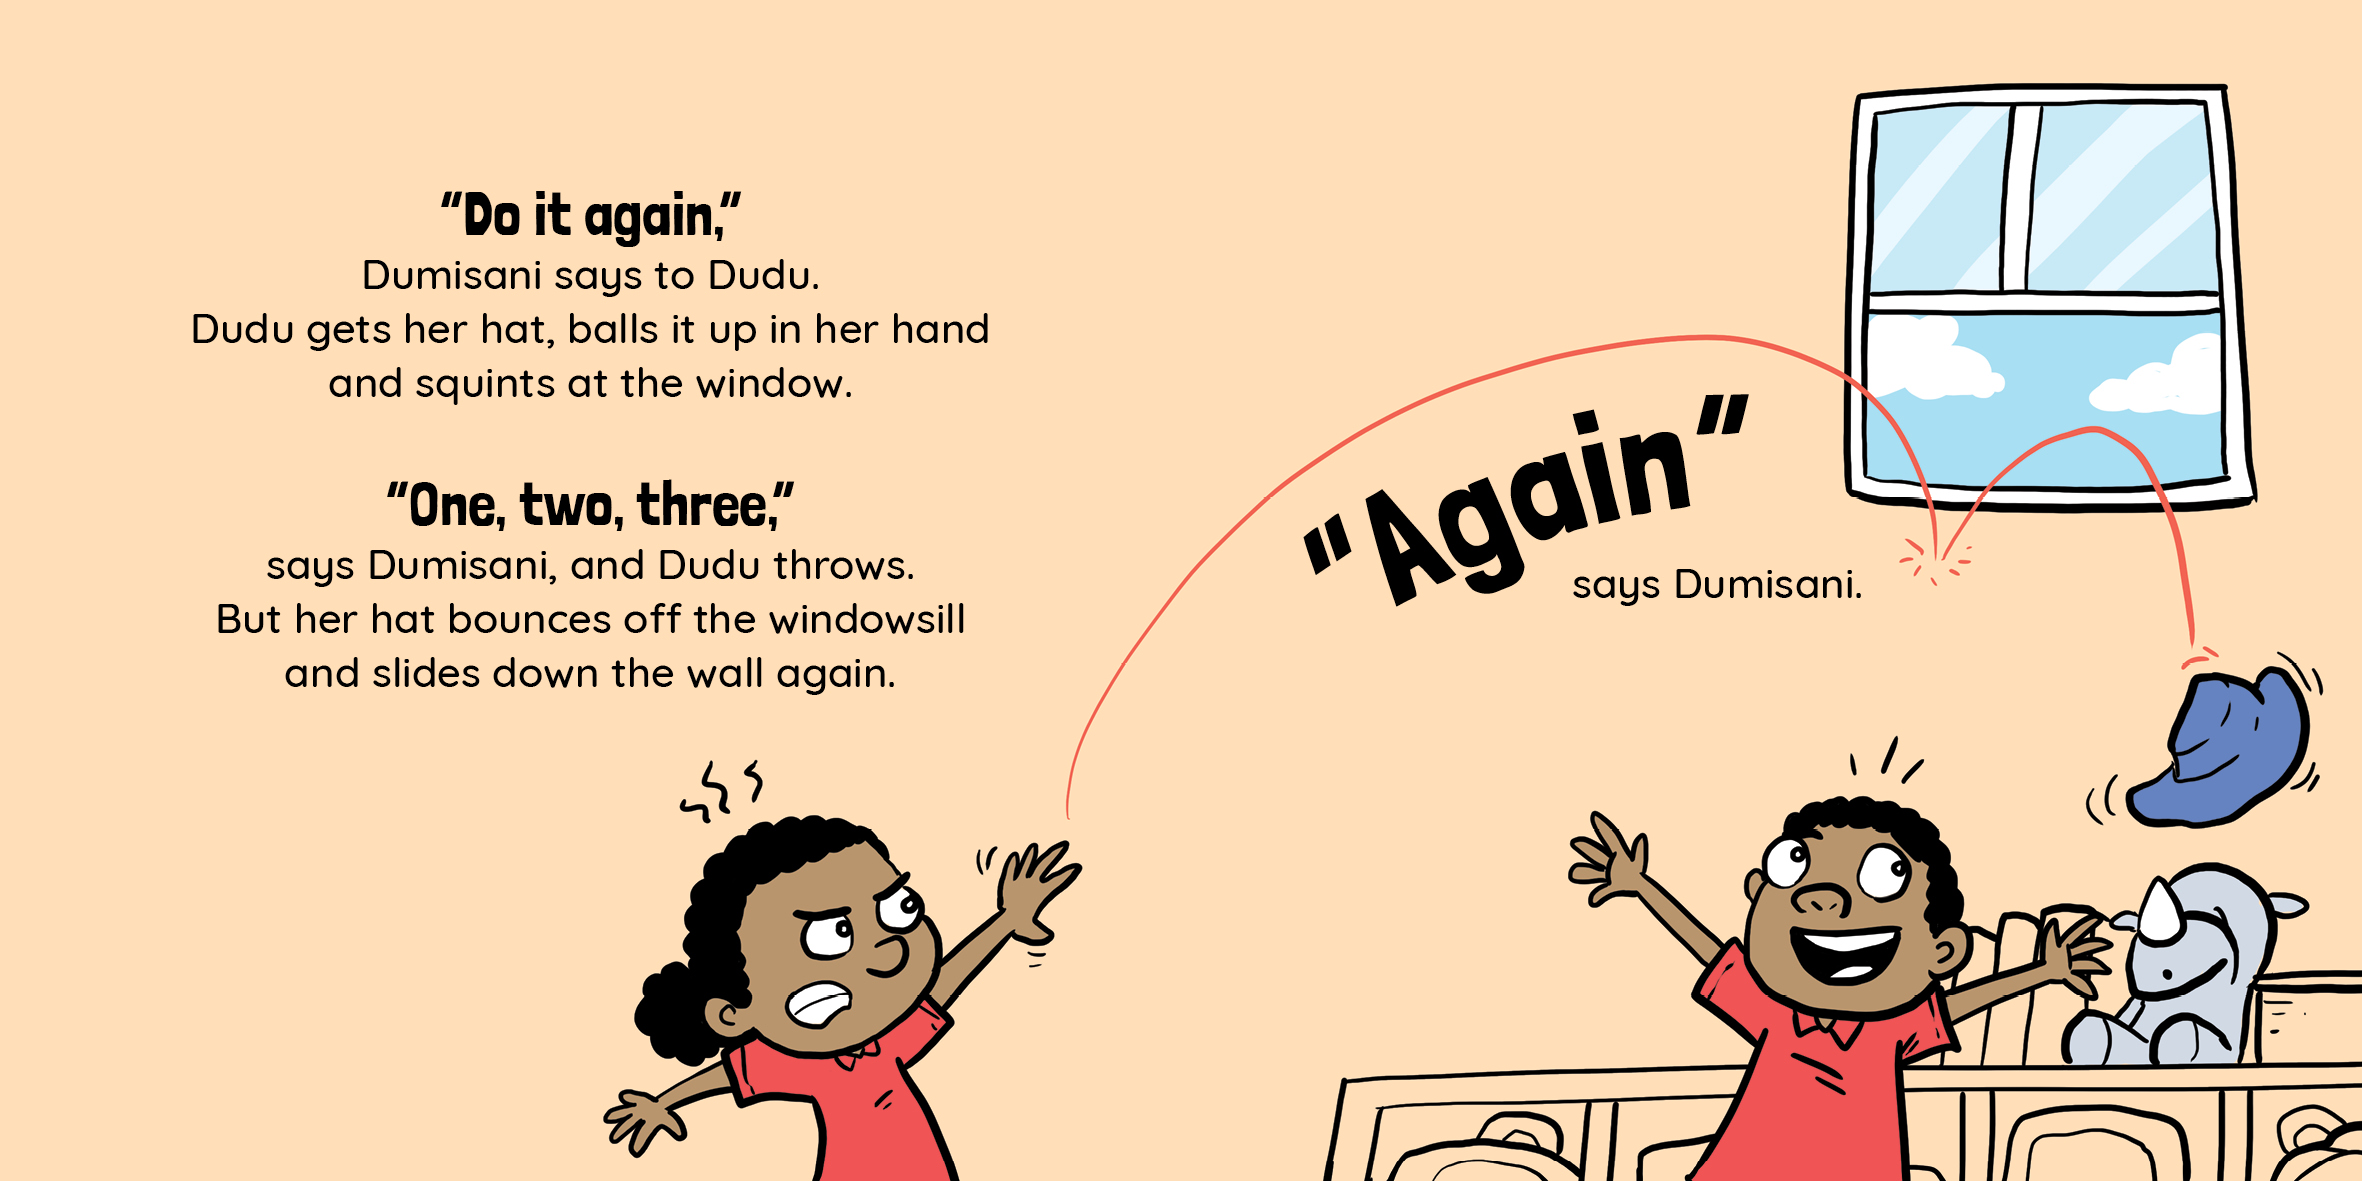 "Do it again,"
Dumisani says to Dudu.
Dudu gets her hat, balls it up in her hand
and squints at the window.
"One, two, three,"
says Dumisani, and Dudu throws.
But her hat bounces off the windowsill
and slides down the wall again.
"Again"
says Dumisani.